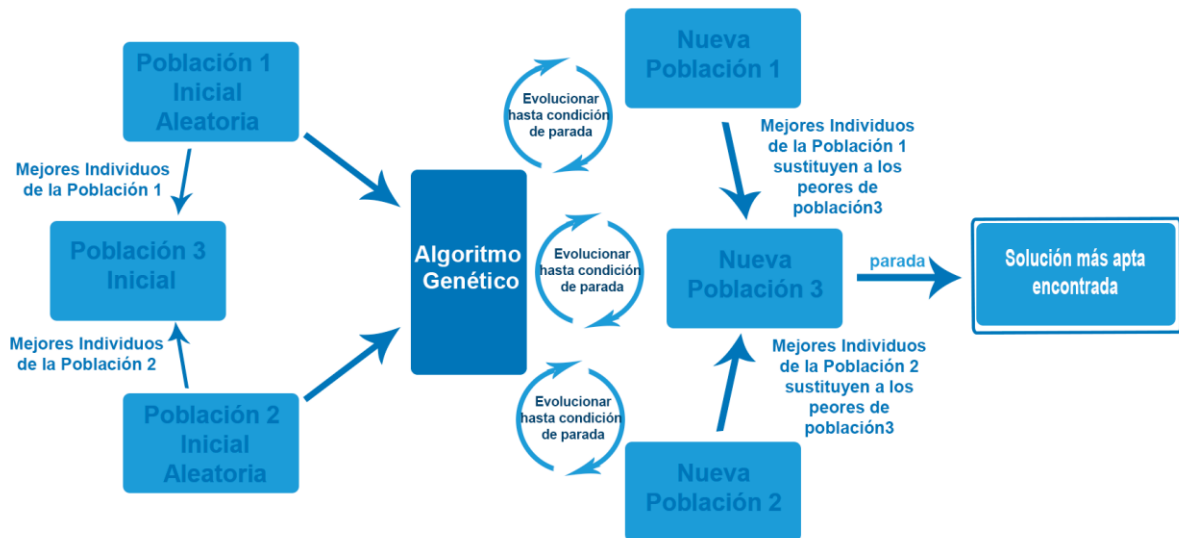 Población 1
Inicial
Aleatoria
Mejores Individuos
de la Población 1
Población 3
Inicial
Mejores Individuos
de la Población 2
Población 2
Inicial
Aleatoria
Algoritmo
Genético
Evolucionar
hasta condición
de parada
Evolucionar
hasta condición
de parada
Evolucionar
hasta condición
de parada
Nueva
Población 1
Mejores Individuos
de la Población 1
sustituyen a los
peores de
población3
Nueva
Población 3
Mejores Individuos
de la Población 2
sustituyen a los
peores de
población3
Nueva
Población 2
parada
Solución más apta
encontrada